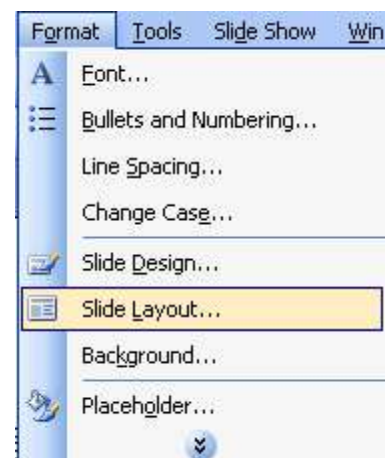 Format Tools Slide Show Win
Font...
Bullets and Numbering...
Line Spacing...
Change Case...
Slide Design...
Slide Layout...
Background...
Placeholder...